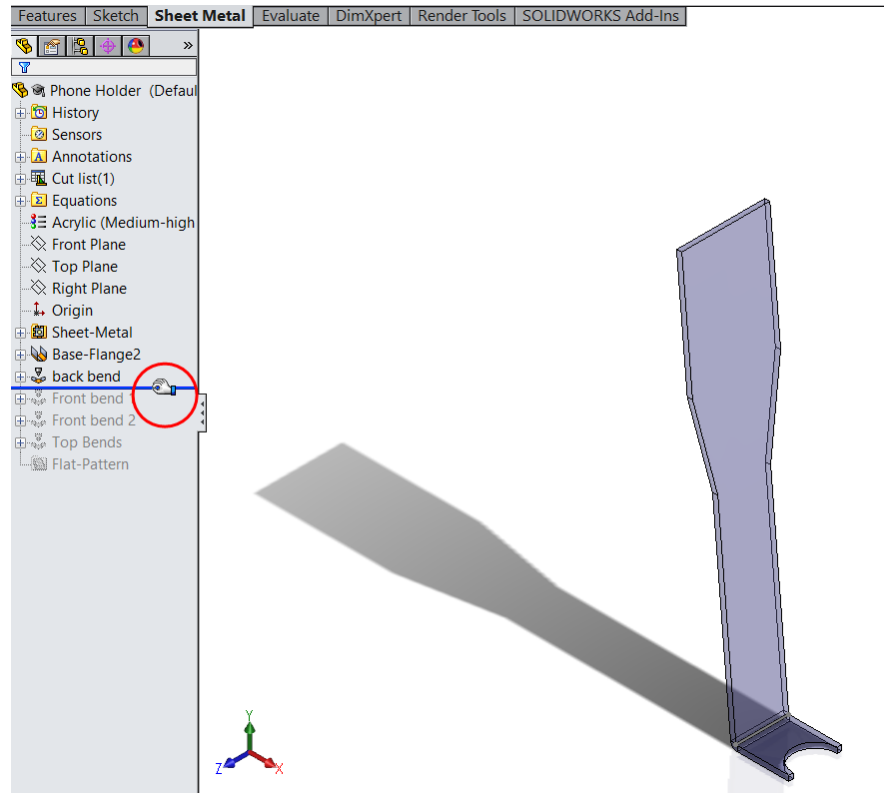 Features Sketch Sheet Metal Evaluate DimXpert Render Tools SOLIDWORKS Add-Ins
»
Phone Holder (Defaul
History
Sensors
A Annotations
Cut list(1)
Σ Equations
Acrylic (Medium-high
Front Plane
Top Plane
Right Plane
Origin
Sheet-Metal
Base-Flange2
back bend
Front bend
Front bend 2
Top Bends
Flat-Pattern
Y
Z X